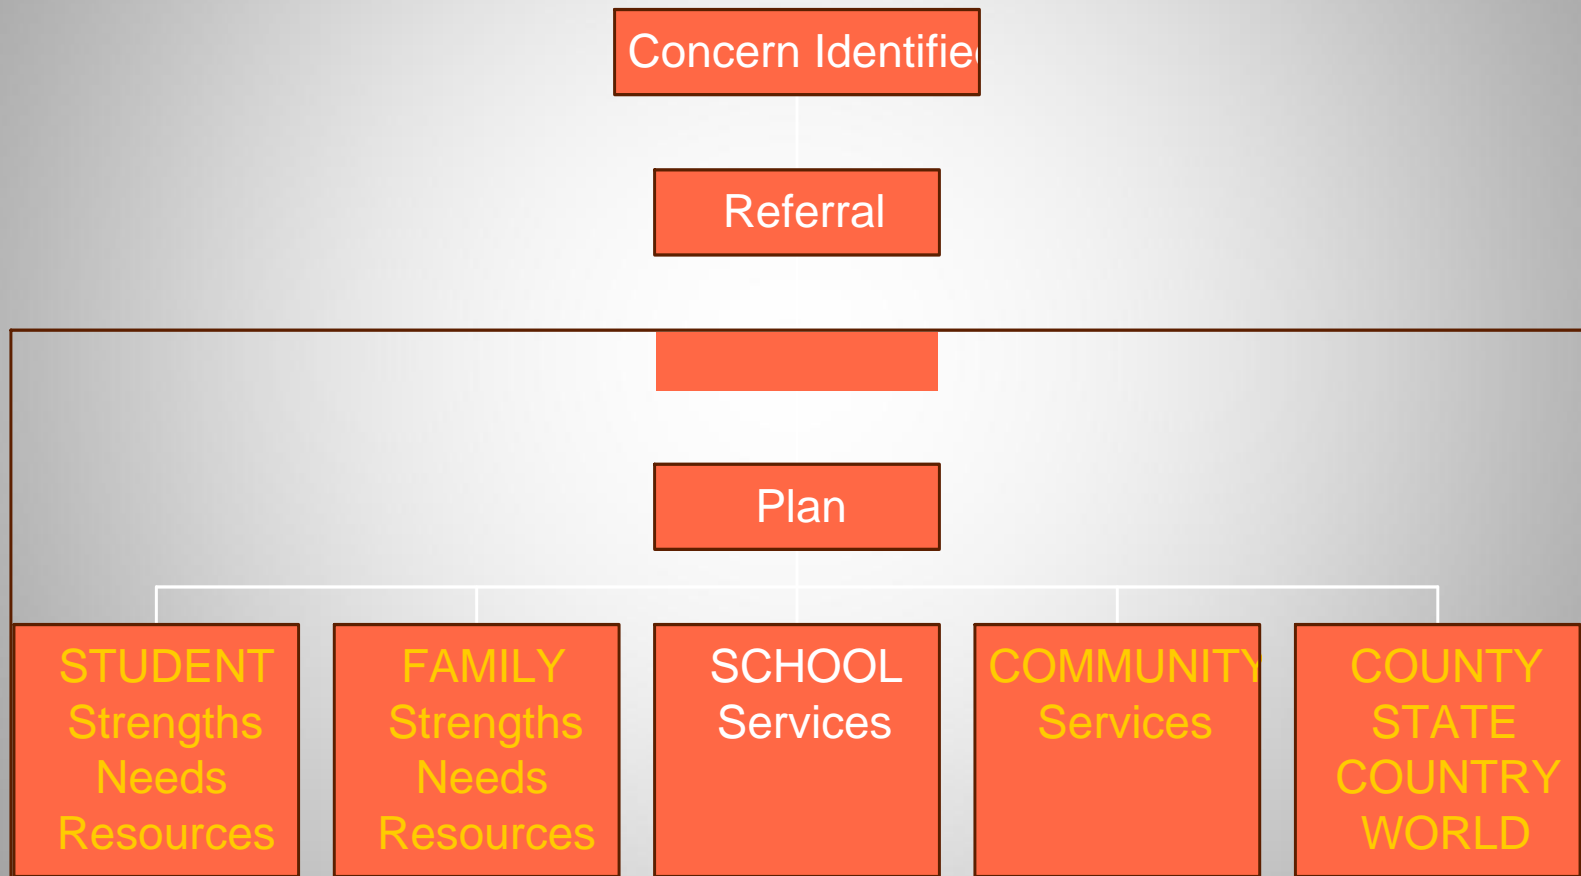 Concern Identified
Referral
Plan
STUDENT
Strengths
Needs
Resources
FAMILY
Strengths
Needs
Resources
SCHOOL
Services
COMMUNITY
Services
COUNTY
STATE
COUNTRY
WORLD